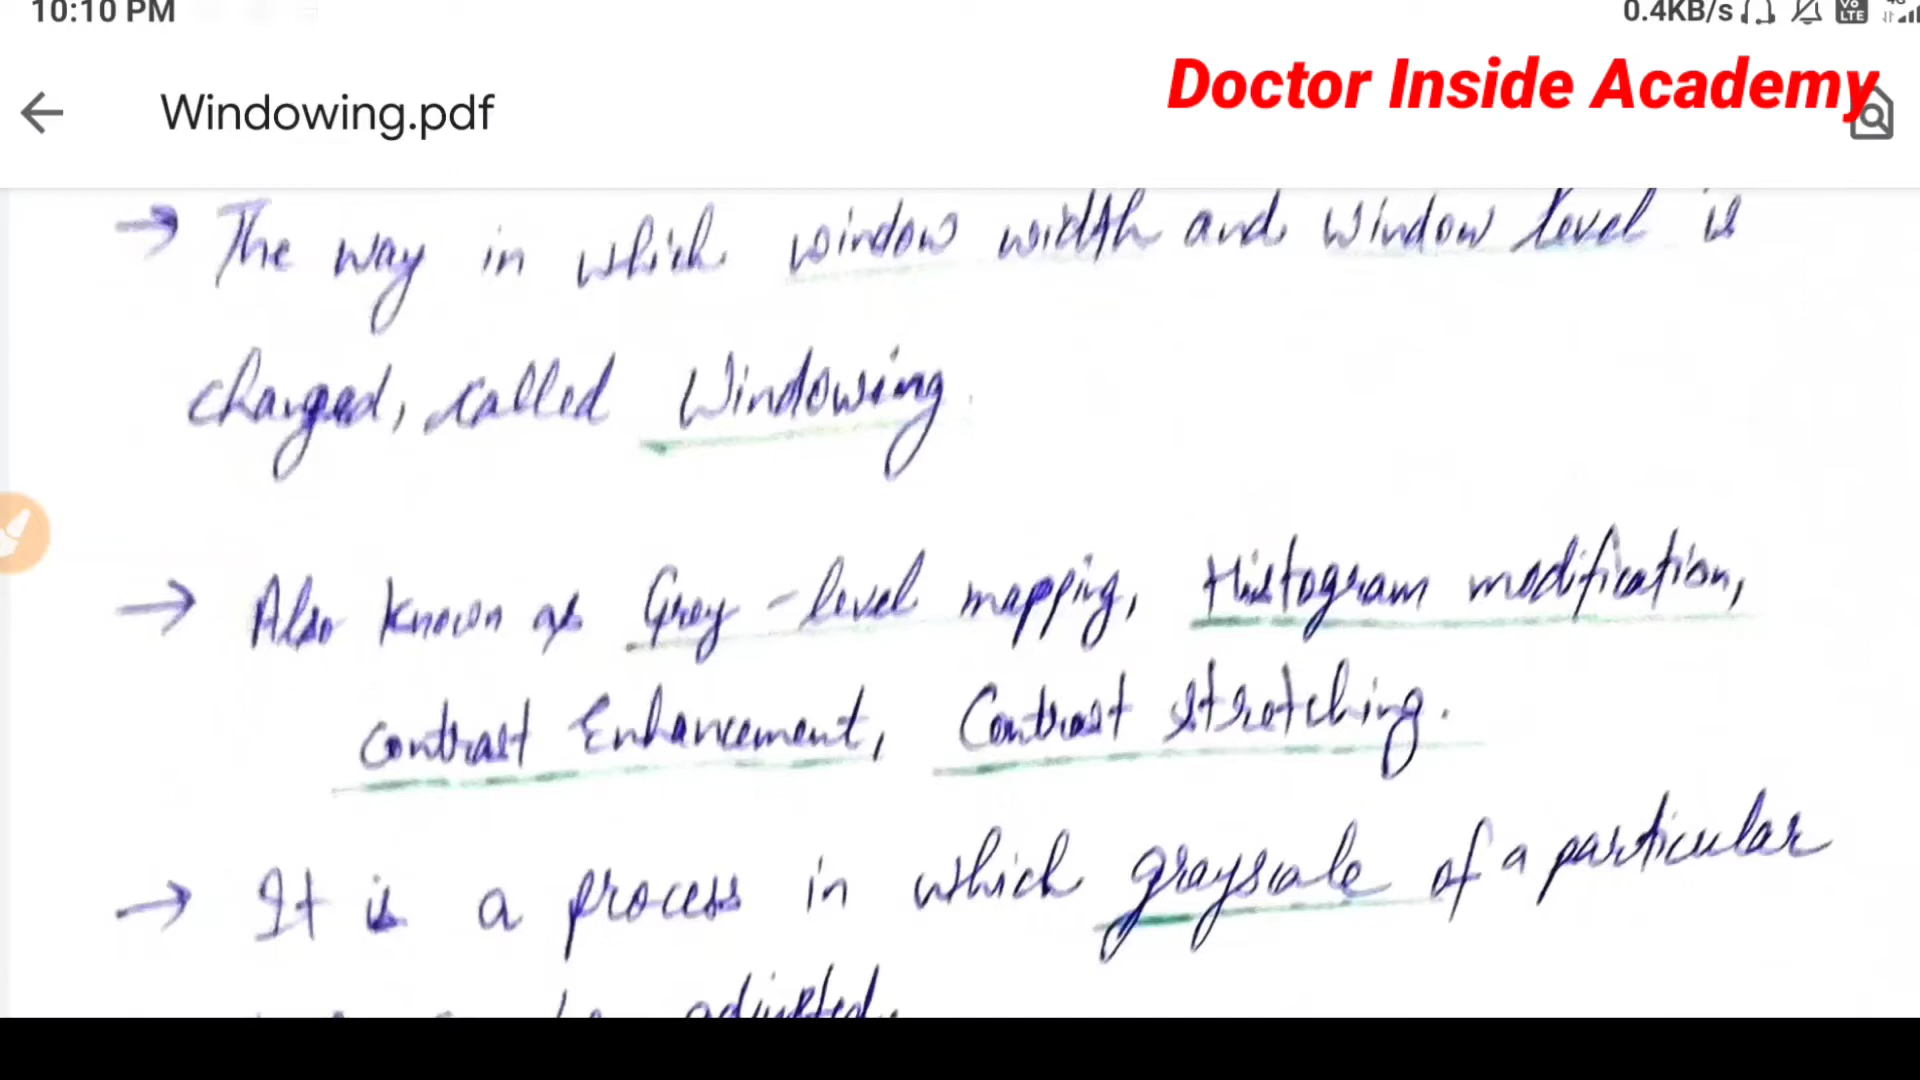 10:10 PM
0.4KB/s
Doctor Inside Academy
Windowing.pdf
→ The way in which window width and window level is
changed, called Windowing.
→ Also known as Grey-level mapping, Histogram modification,
contrast Enhancement, Contrast stretching.
→ It is a process in which grayscale of a particular
adjusted.